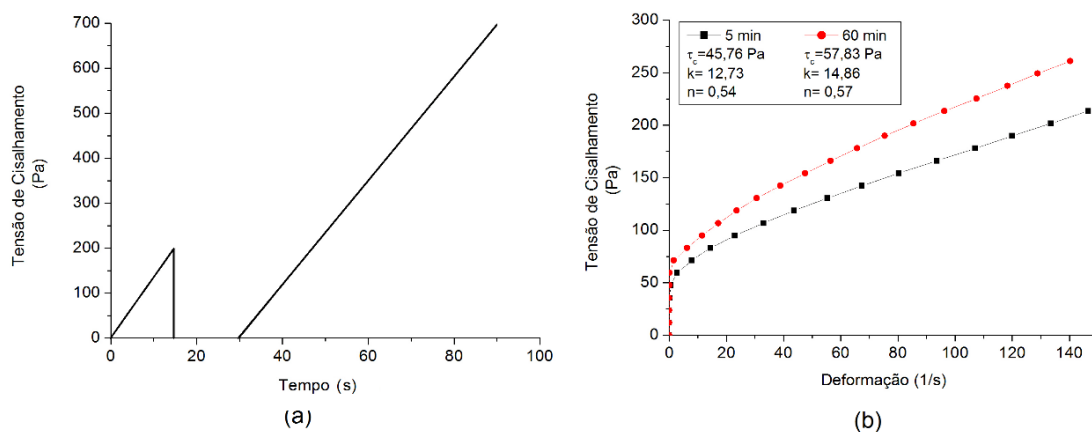 Tensão de Cisalhamento
(Pa)
700
600
500
400
300
200
100
0
0 20 40 60 80 100
Tempo (s)
(a)
Tensão de Cisalhamento
(Pa)
300
250
200
150
100
50
0
5 min 60 min
τc=45,76 Pa τc=57,83 Pa
k= 12,73 k= 14,86
n= 0,54 n= 0,57
0 20 40 60 80 100 120 140
Deformação (1/s)
(b)